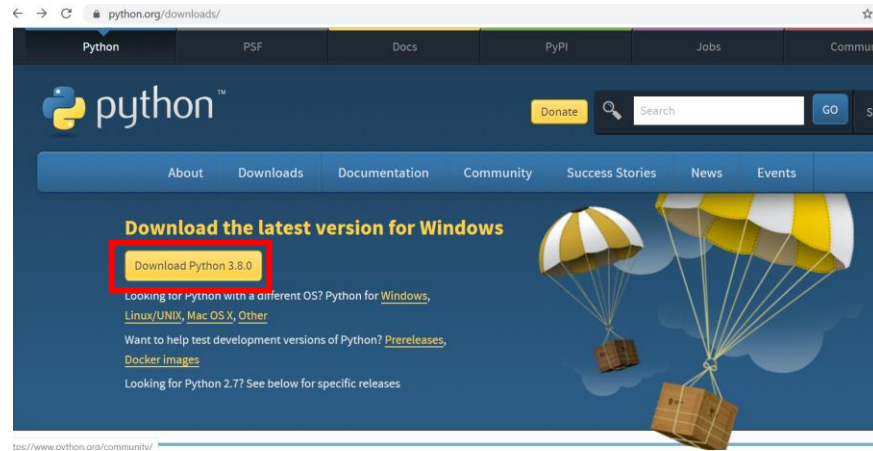 python.org/downloads/
Python PSF Docs PyPI Jobs Commu
python™
Donate Search GO S
About Downloads Documentation Community Success Stories News Events
Download the latest version for Windows
Download Python 3.8.0
Looking for Python with a different OS? Python for Windows,
Linux/UNIX, Mac OS X, Other
Want to help test development versions of Python? Prereleases,
Docker images
Looking for Python 2.7? See below for specific releases
tps://www.python.org/community/